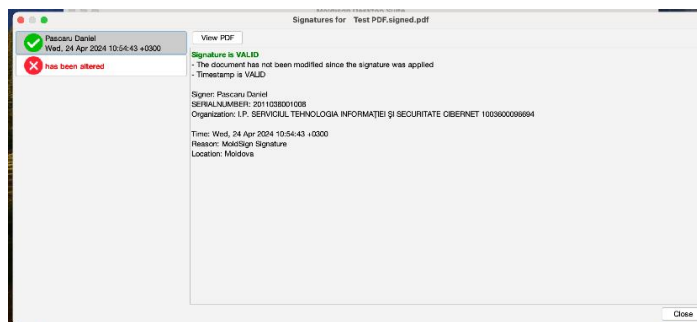 Signatures for Test PDF.signed.pdf
Pascaru Daniel
Wed, 24 Apr 2024 10:54:43 +0300
has been altered
View PDF
Signature is VALID
- The document has not been modified since the signature was applied
- Timestamp is VALID
Signer: Pascaru Daniel
SERIALNUMBER: 2011038001008
Organization: I.P. SERVICIUL TEHNOLOGIA INFORMAȚIEI ȘI SECURITATE CIBERNET 1003600096694
Time: Wed, 24 Apr 2024 10:54:43 +0300
Reason: MoldSign Signature
Location: Moldova
Close